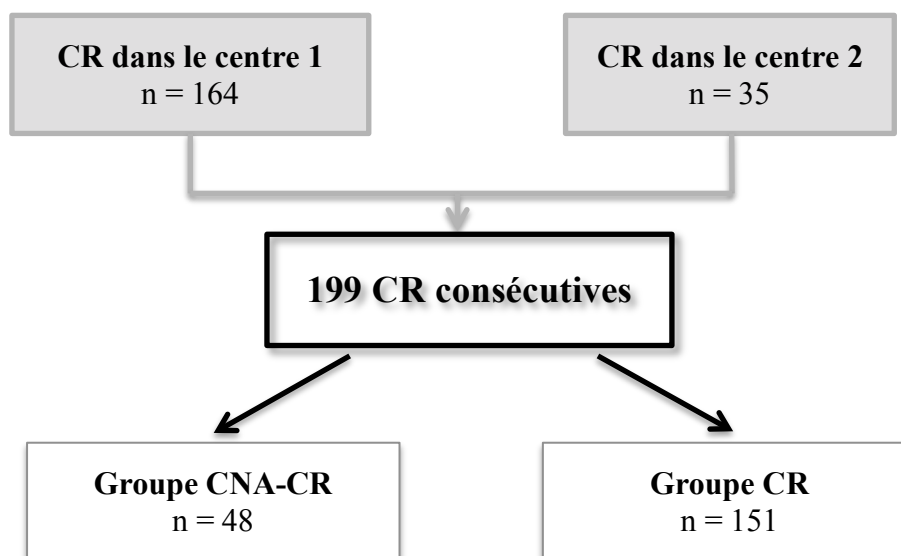 CR dans le centre 1
n = 164
CR dans le centre 2
n = 35
199 CR consécutives
Groupe CNA-CR
n = 48
Groupe CR
n = 151